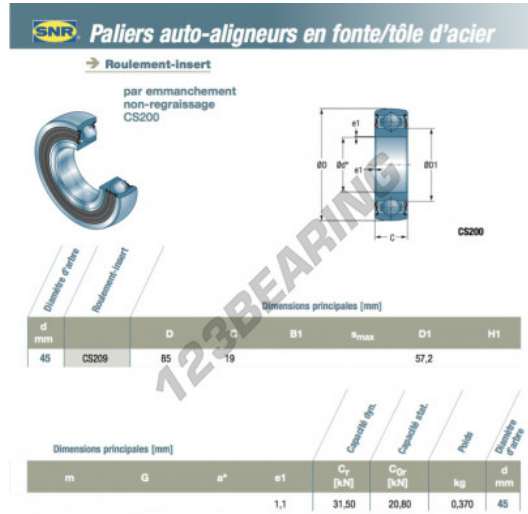 SNR Paliers auto-aligneurs en fonte/tôle d'acier
Roulement-insert
par emmanchement
non-regraissage
CS200
e1
ØD Ød* ØD1
e1
C
CS200
123BEARING
Diamètre d'arbre
Roulement-insert
Dimensions principales [mm]
d
mm D C B1 smax D1 H1
45 CS209 85 19 57,2
Dimensions principales [mm]
Capacité dyn.
Capacité stat.
Poids
Diamètre
d'arbre
m G a* e1 Cr
[kN] C0r
[kN] kg d
mm
1,1 31,50 20,80 0,370 45